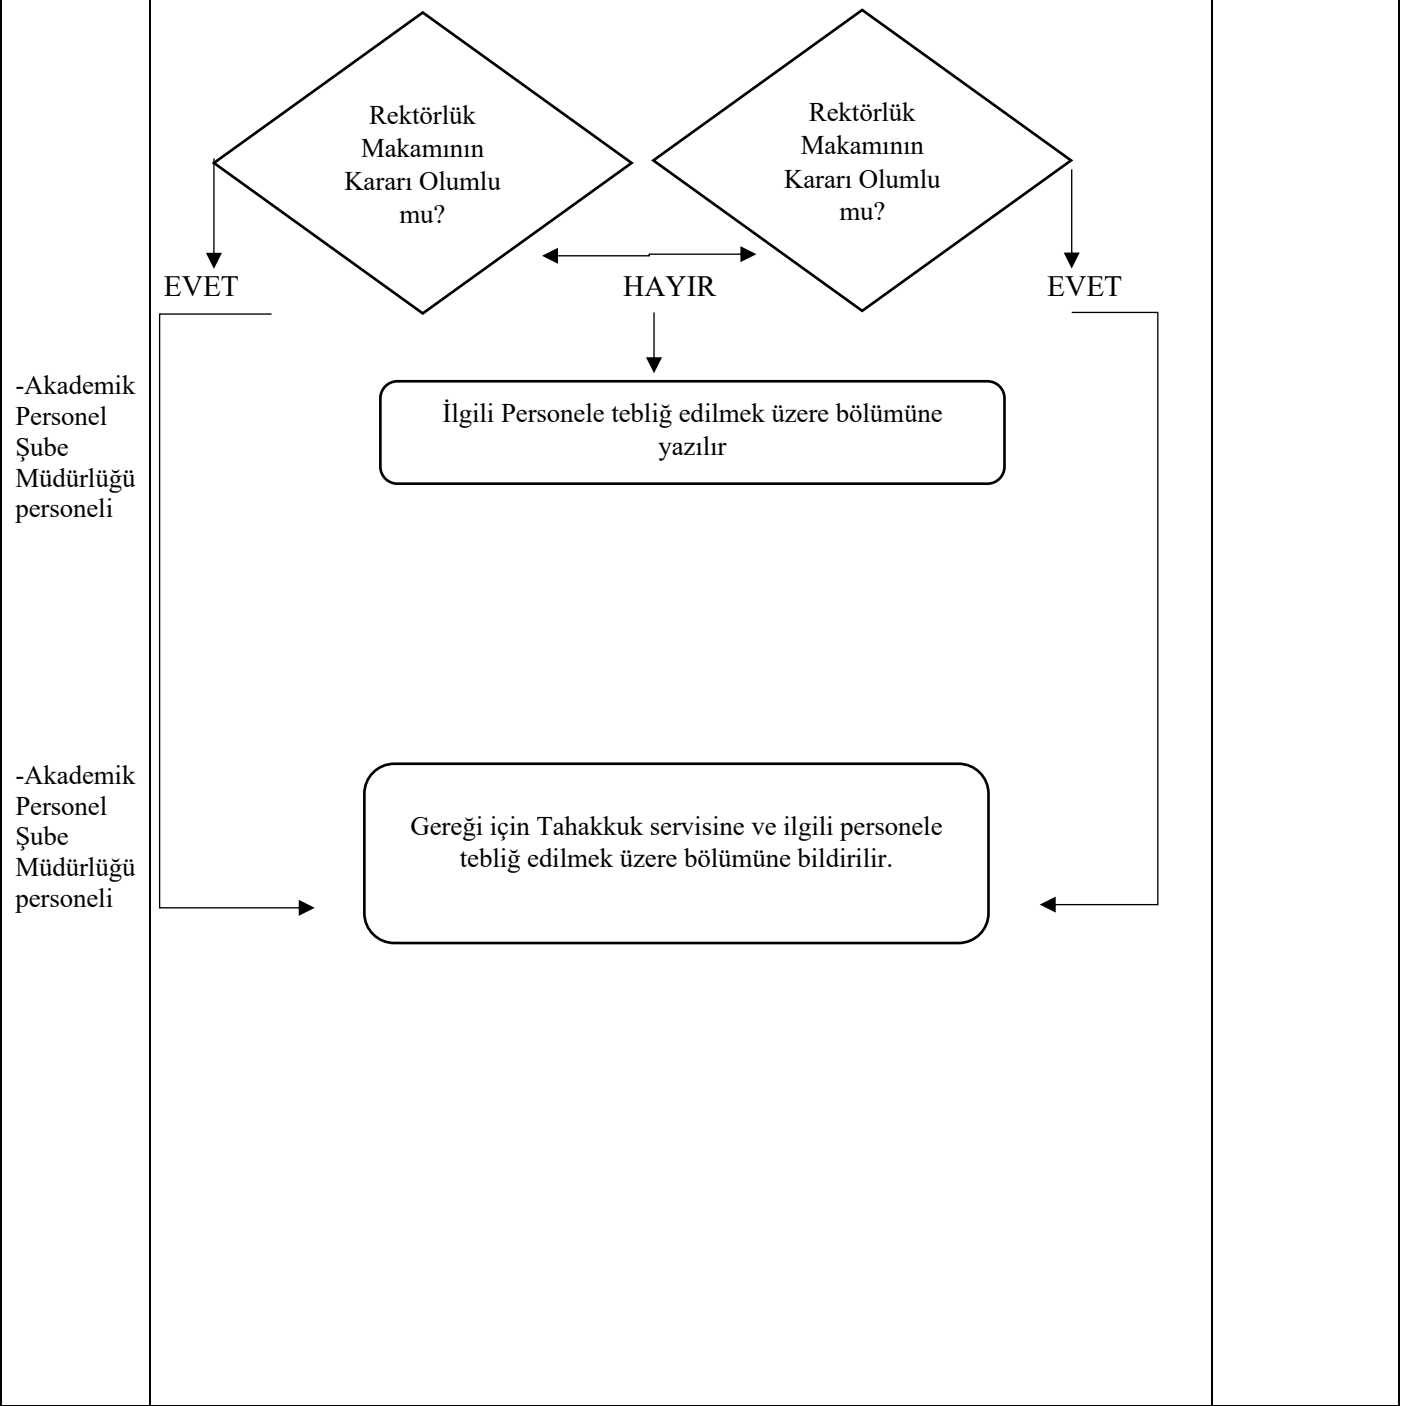 Rektörlük
Makamının
Kararı Olumlu
mu?
Rektörlük
Makamının
Kararı Olumlu
mu?
EVET
HAYIR
EVET
-Akademik
Personel
Şube
Müdürlüğü
personeli
İlgili Personele tebliğ edilmek üzere bölümüne
yazılır
-Akademik
Personel
Şube
Müdürlüğü
personeli
Gereği için Tahakkuk servisine ve ilgili personele
tebliğ edilmek üzere bölümüne bildirilir.